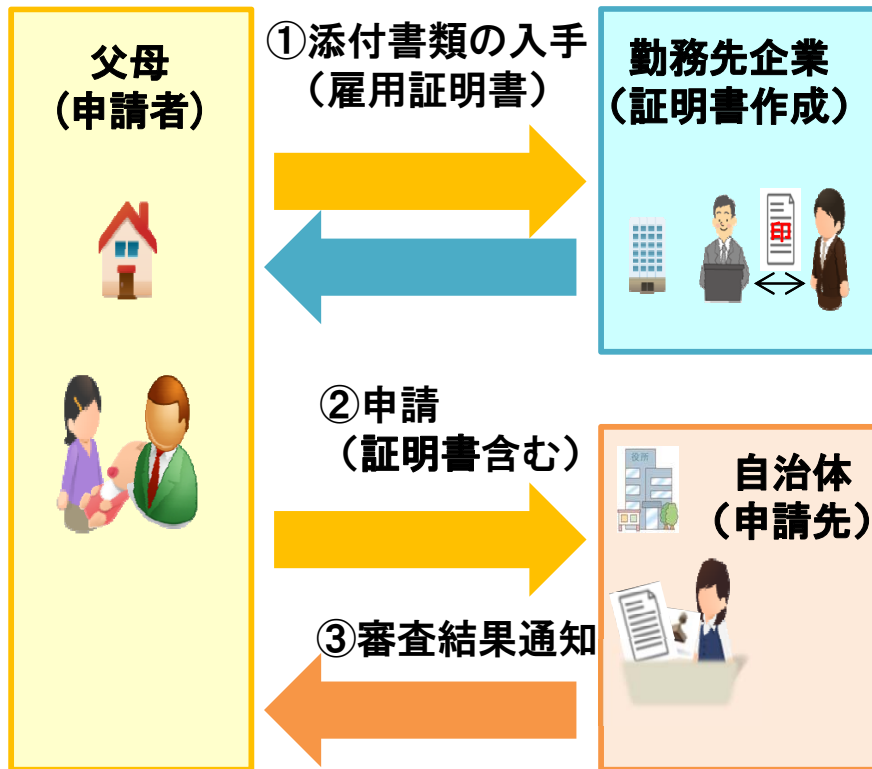 父母
(申請者)
①添付書類の入手
（雇用証明書）
勤務先企業
（証明書作成）
印
②申請
（証明書含む）
役所
自治体
（申請先）
③審査結果通知